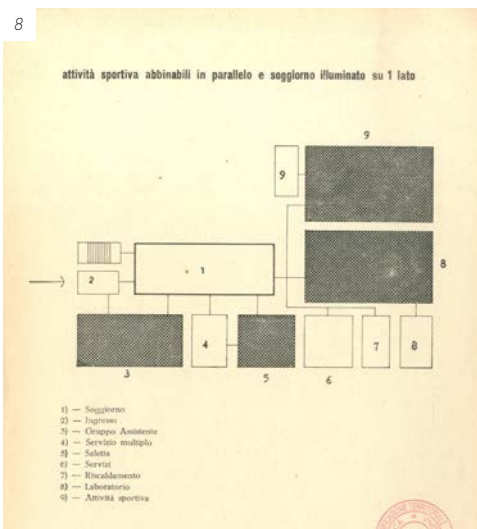 8
attività sportiva abbinabili in parallelo e soggiorno illuminato su 1 lato
9
9
1
8
2
4
7
8
3
5
6
1) — Soggiorno
2) — Ingresso
3) — Gruppo Assistente
4) — Servizio multiplo
5) — Saletta
6) — Servizi
7) — Riscaldamento
8) — Laboratorio
9) — Attività sportiva